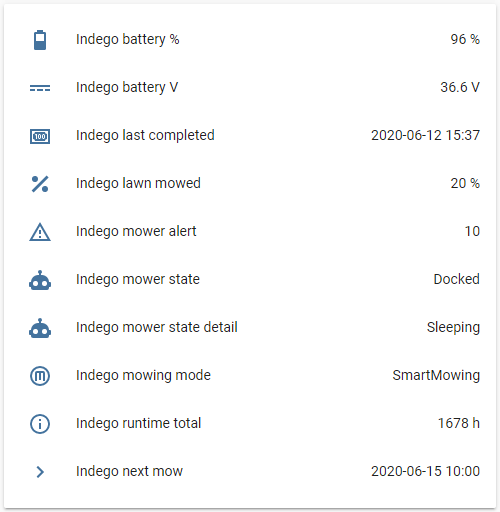 Indego battery % 96 %
Indego battery V 36.6 V
Indego last completed 2020-06-12 15:37
Indego lawn mowed 20 %
Indego mower alert 10
Indego mower state Docked
Indego mower state detail Sleeping
Indego mowing mode SmartMowing
Indego runtime total 1678 h
Indego next mow 2020-06-15 10:00